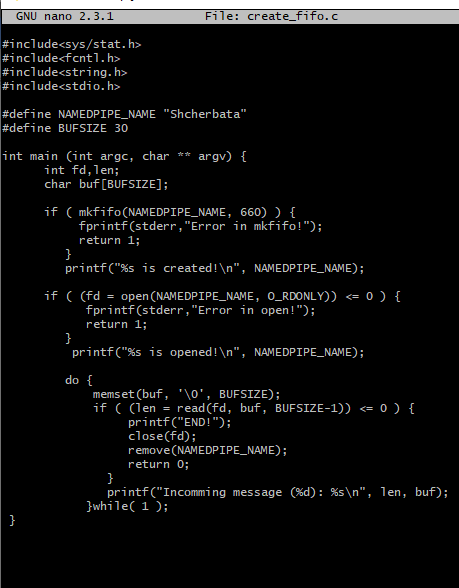 GNU nano 2.3.1 File: create_fifo.c
#include<sys/stat.h>
#include<fcntl.h>
#include<string.h>
#include<stdio.h>
#define NAMEDPIPE_NAME "Shcherbata"
#define BUFSIZE 30
int main (int argc, char ** argv) {
int fd,len;
char buf[BUFSIZE];
if ( mkfifo(NAMEDPIPE_NAME, 660) ) {
fprintf(stderr,"Error in mkfifo!");
return 1;
}
printf("%s is created!\n", NAMEDPIPE_NAME);
if ( (fd = open(NAMEDPIPE_NAME, O_RDONLY)) <= 0 ) {
fprintf(stderr,"Error in open!");
return 1;
}
printf("%s is opened!\n", NAMEDPIPE_NAME);
do {
memset(buf, '\0', BUFSIZE);
if ( (len = read(fd, buf, BUFSIZE-1)) <= 0 ) {
printf("END!");
close(fd);
remove(NAMEDPIPE_NAME);
return 0;
}
printf("Incomming message (%d): %s\n", len, buf);
}while( 1 );
}